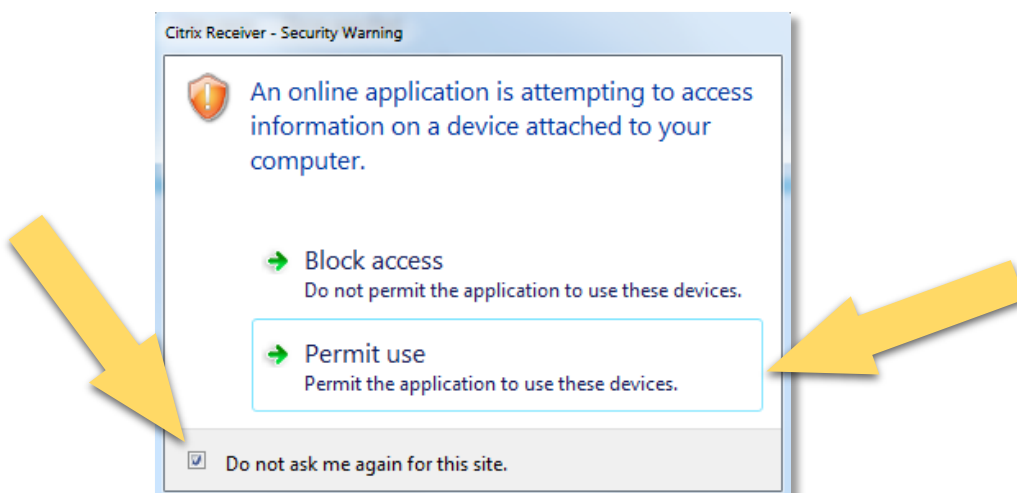 Citrix Receiver - Security Warning
An online application is attempting to access
information on a device attached to your
computer.
Block access
Do not permit the application to use these devices.
Permit use
Permit the application to use these devices.
Do not ask me again for this site.